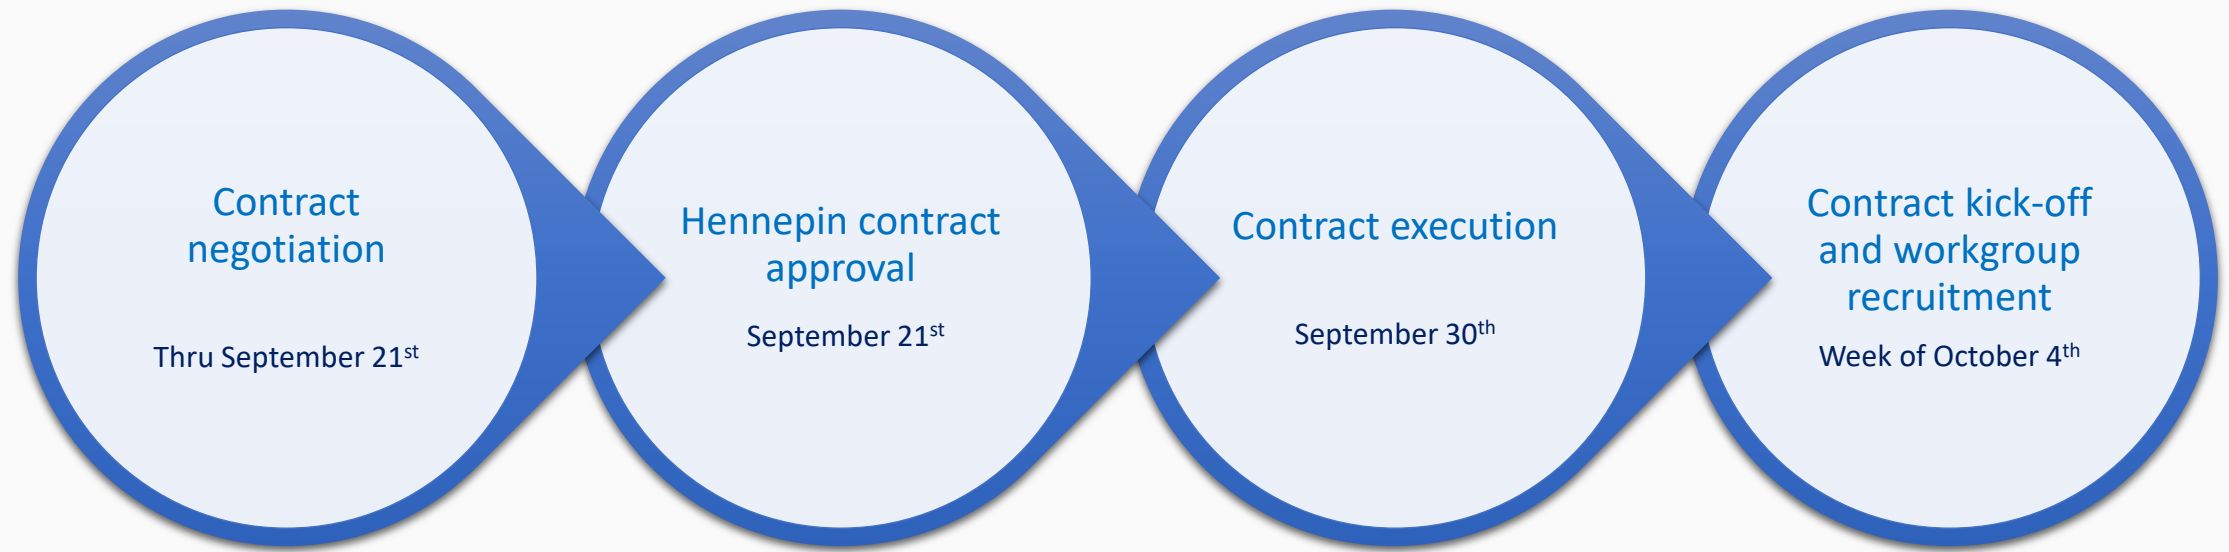 Contract
negotiation
Thru September 21st
Hennepin contract
approval
September 21st
Contract execution
September 30th
Contract kick-off
and workgroup
recruitment
Week of October 4th